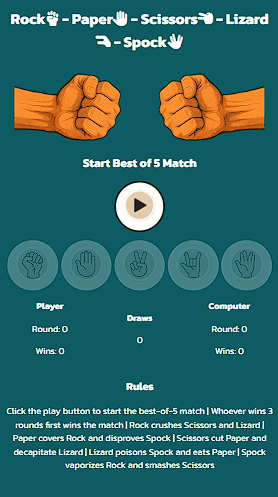 Rock✊ – Paper✋ – Scissors✌ – Lizard
🤏 – Spock🖖
Start Best of 5 Match
Player
Draws
Computer
Round: 0
0
Round: 0
Wins: 0
Wins: 0
Rules
Click the play button to start the best-of-5 match | Whoever wins 3
rounds first wins the match | Rock crushes Scissors and Lizard |
Paper covers Rock and disproves Spock | Scissors cut Paper and
decapitate Lizard | Lizard poisons Spock and eats Paper | Spock
vaporizes Rock and smashes Scissors